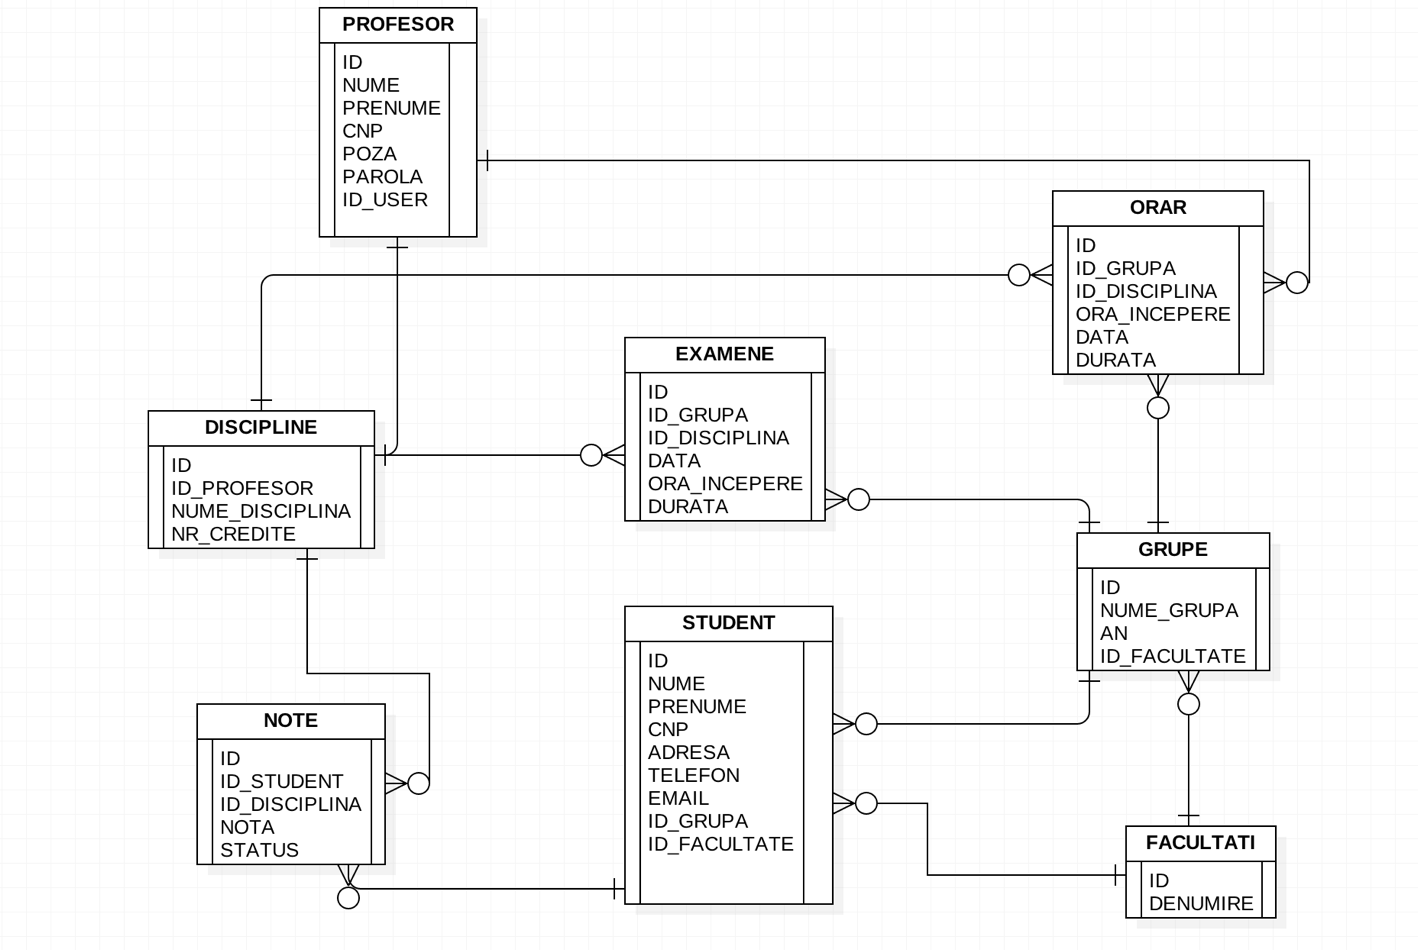 PROFESOR
ID
NUME
PRENUME
CNP
POZA
PAROLA
ID_USER
ORAR
ID
ID_GRUPA
ID_DISCIPLINA
ORA_INCEPERE
DATA
DURATA
EXAMENE
ID
ID_GRUPA
ID_DISCIPLINA
DATA
ORA_INCEPERE
DURATA
DISCIPLINE
ID
ID_PROFESOR
NUME_DISCIPLINA
NR_CREDITE
GRUPE
ID
NUME_GRUPA
AN
ID_FACULTATE
STUDENT
ID
NUME
PRENUME
CNP
ADRESA
TELEFON
EMAIL
ID_GRUPA
ID_FACULTATE
NOTE
ID
ID_STUDENT
ID_DISCIPLINA
NOTA
STATUS
FACULTATI
ID
DENUMIRE